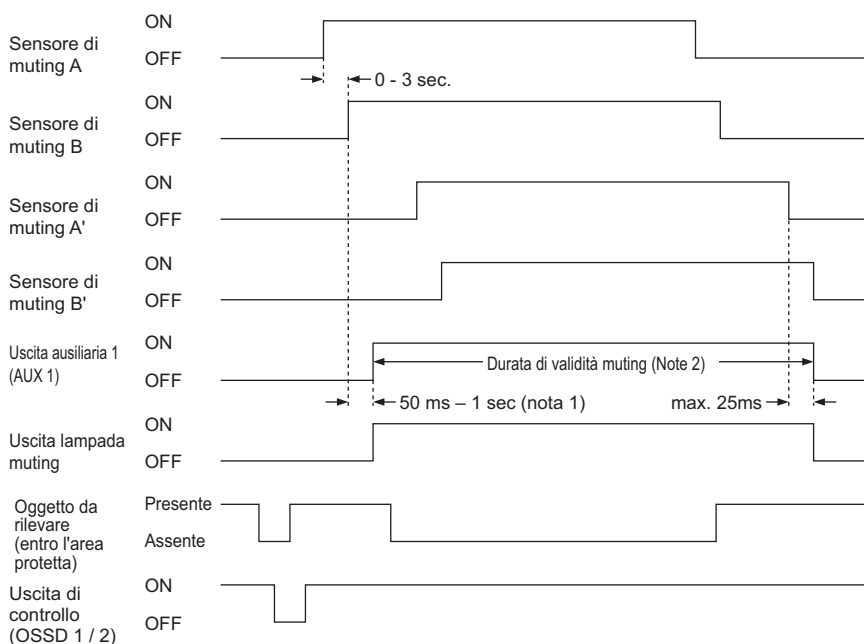 Sensore di
muting A
ON
OFF
0 - 3 sec.
Sensore di
muting B
ON
OFF
Sensore di
muting A'
ON
OFF
Sensore di
muting B'
ON
OFF
Uscita ausiliaria 1
(AUX 1)
ON
OFF
Durata di validità muting (Note 2)
50 ms – 1 sec (nota 1)
max. 25ms
Uscita lampada
muting
ON
OFF
Oggetto da
rilevare
(entro l'area
protetta)
Presente
Assente
Uscita di
controllo
(OSSD 1 / 2)
ON
OFF